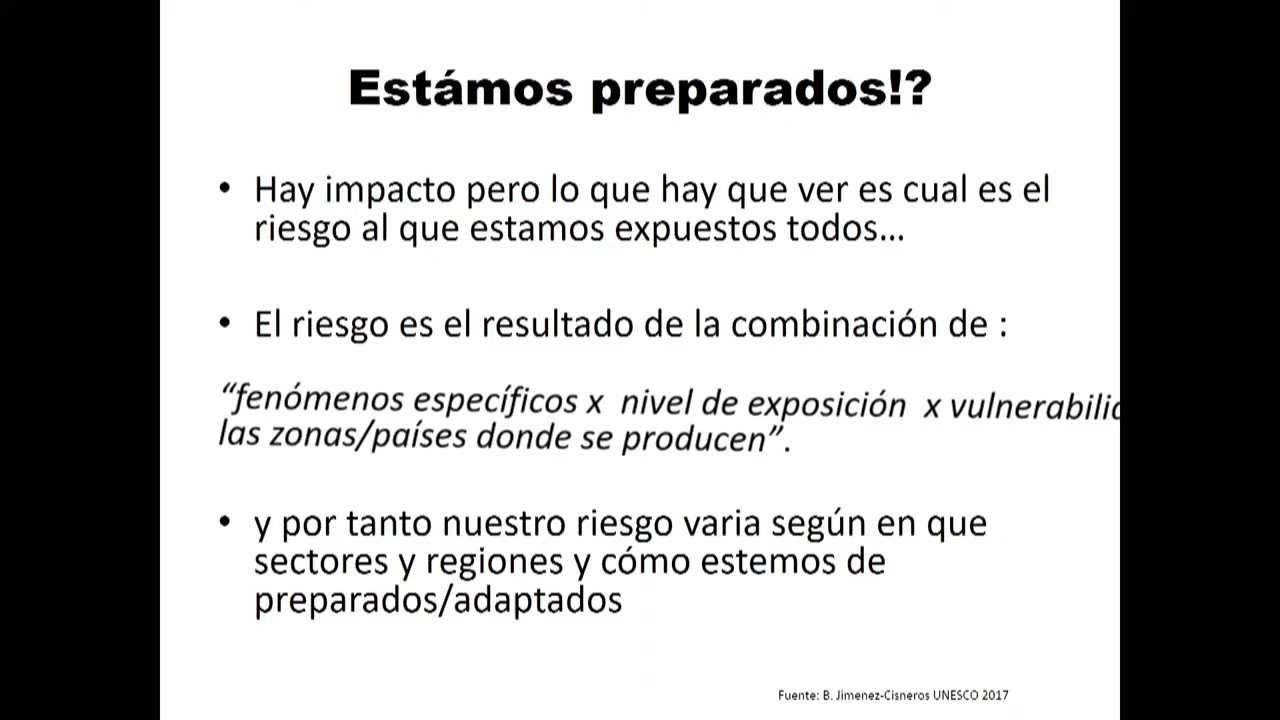 Estámos preparados!?
• Hay impacto pero lo que hay que ver es cual es el
riesgo al que estamos expuestos todos...
• El riesgo es el resultado de la combinación de :
“fenómenos específicos x nivel de exposición x
las zonas/países donde se producen”.
• y por tanto nuestro riesgo varia según en que
sectores y regiones y cómo estemos de
preparados/adaptados
Fuente: B. Jimenez-Cisneros UNESCO 2017